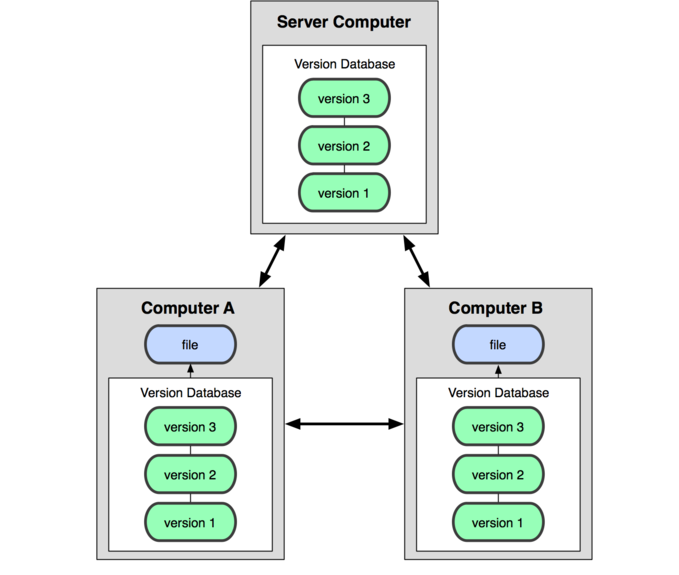 Server Computer
Version Database
version 3
version 2
version 1
Computer A
file
Version Database
version 3
version 2
version 1
Computer B
file
Version Database
version 3
version 2
version 1